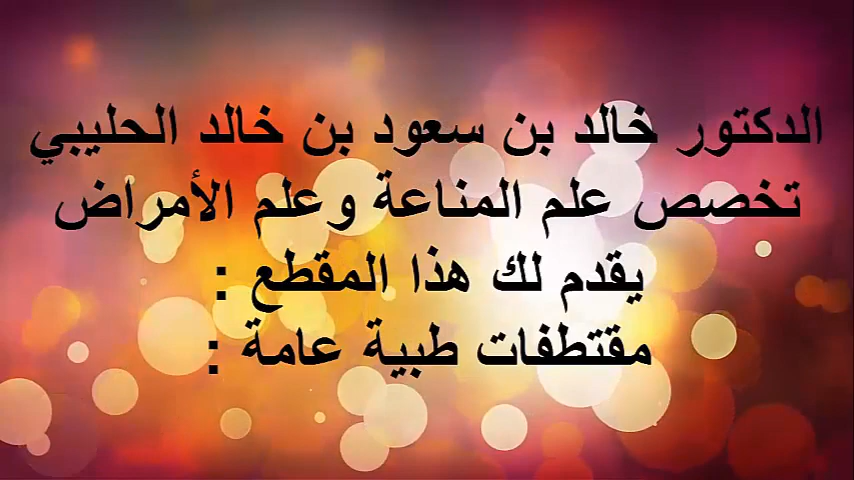 الدكتور خالد بن سعود بن خالد الحليبي
تخصص علم المناعة وعلم الأمراض
يقدم لك هذا المقطع :
مقتطفات طبية عامة :